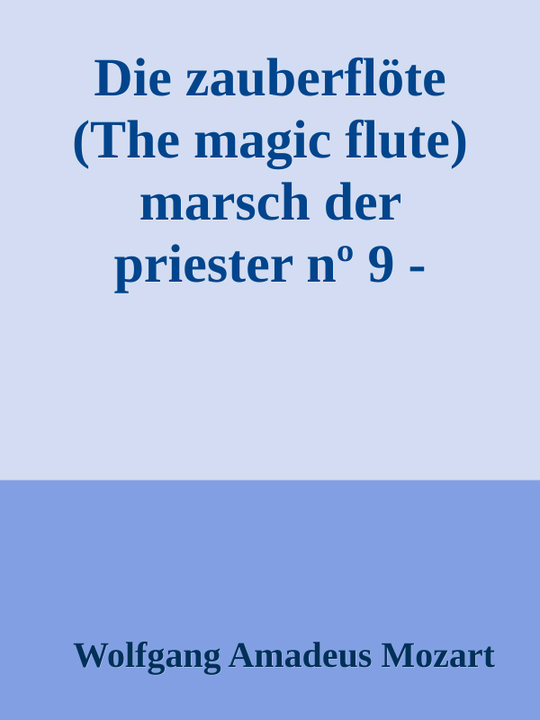 Die zauberflöte
(The magic flute)
marsch der
priester nº 9 -
Wolfgang Amadeus Mozart